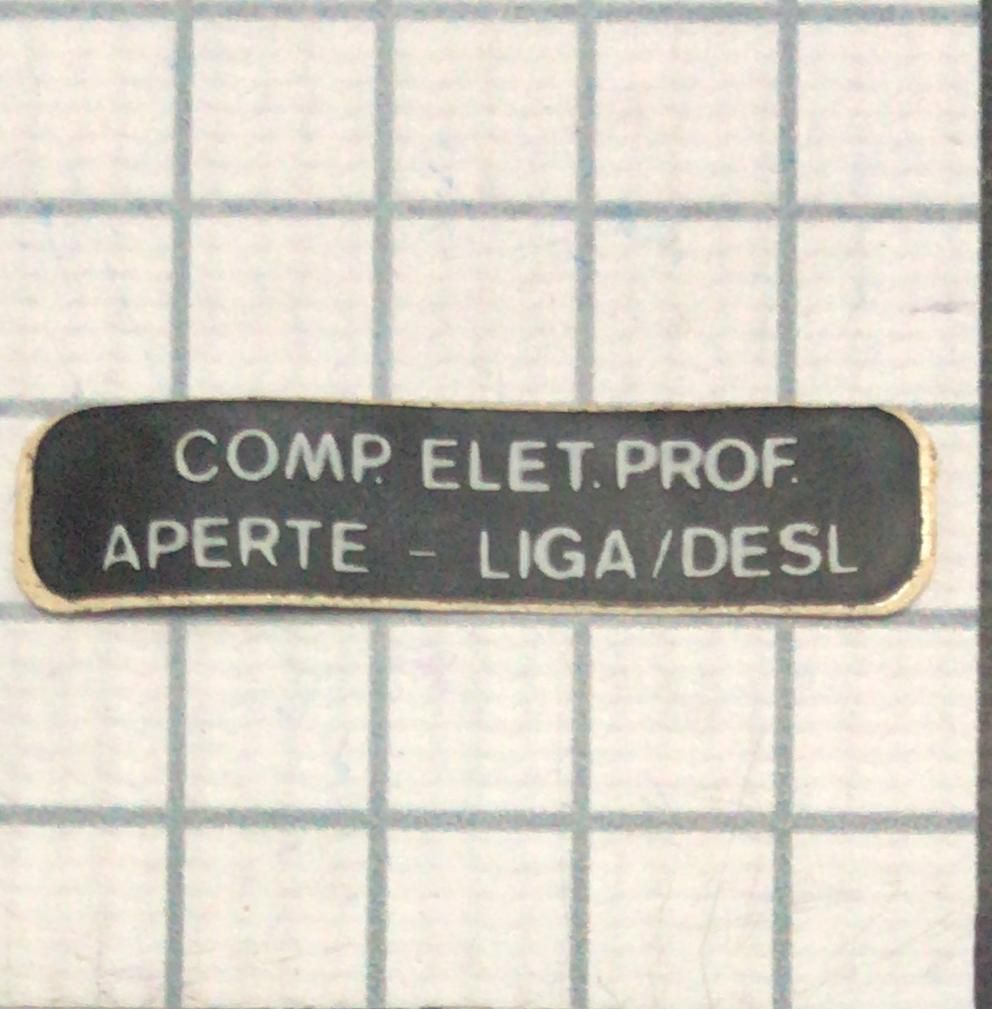 COMP. ELET. PROF.
APERTE - LIGA/DESL